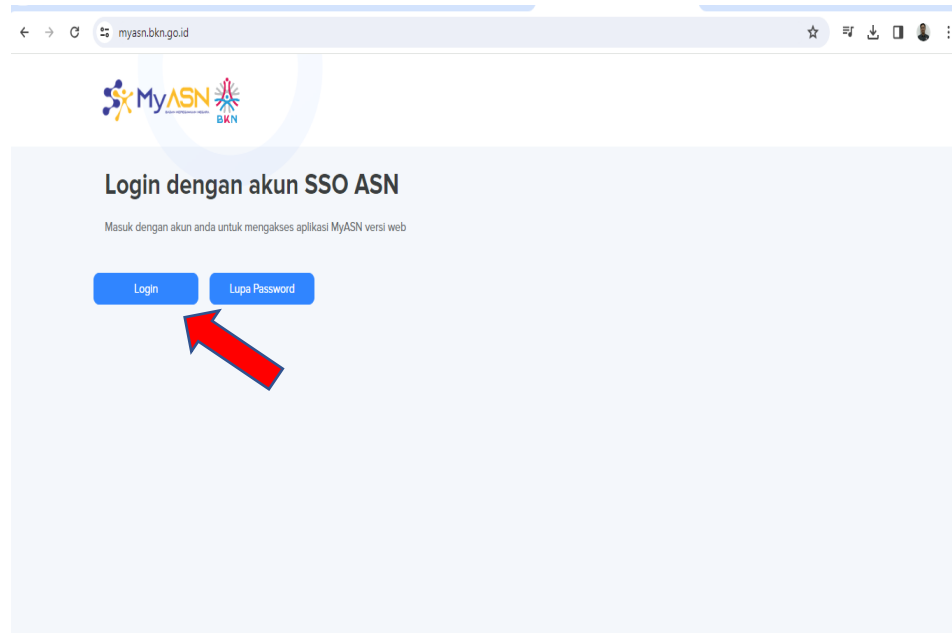 myasn.bkn.go.id
MyASN
BKN
Login dengan akun SSO ASN
Masuk dengan akun anda untuk mengakses aplikasi MyASN versi web
Login Lupa Password